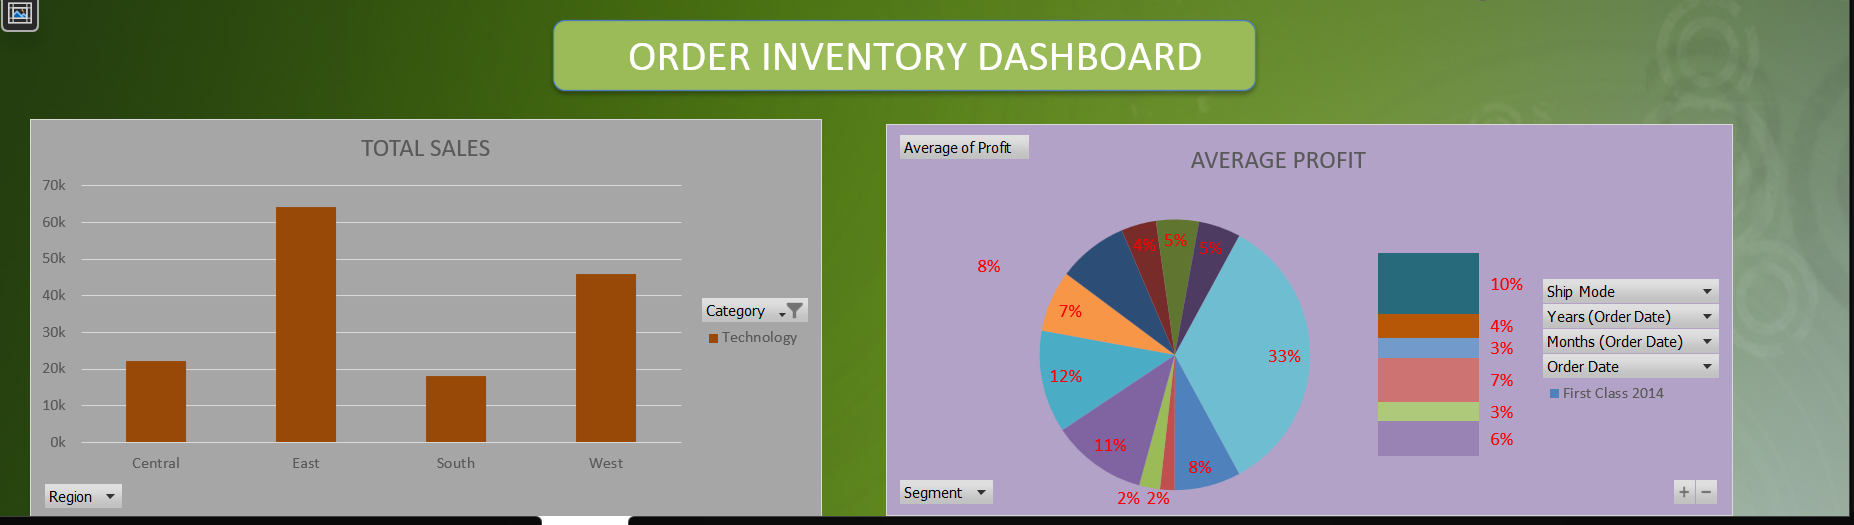 ORDER INVENTORY DASHBOARD
TOTAL SALES
70k
60k
50k
40k
30k
20k
10k
0k
Central East South West
Category
Technology
Region
Average of Profit
AVERAGE PROFIT
4% 5% 5%
8%
7%
33%
12%
11%
8%
2% 2%
10%
4%
3%
7%
3%
6%
Ship Mode
Years (Order Date)
Months (Order Date)
Order Date
First Class 2014
Segment
+ −